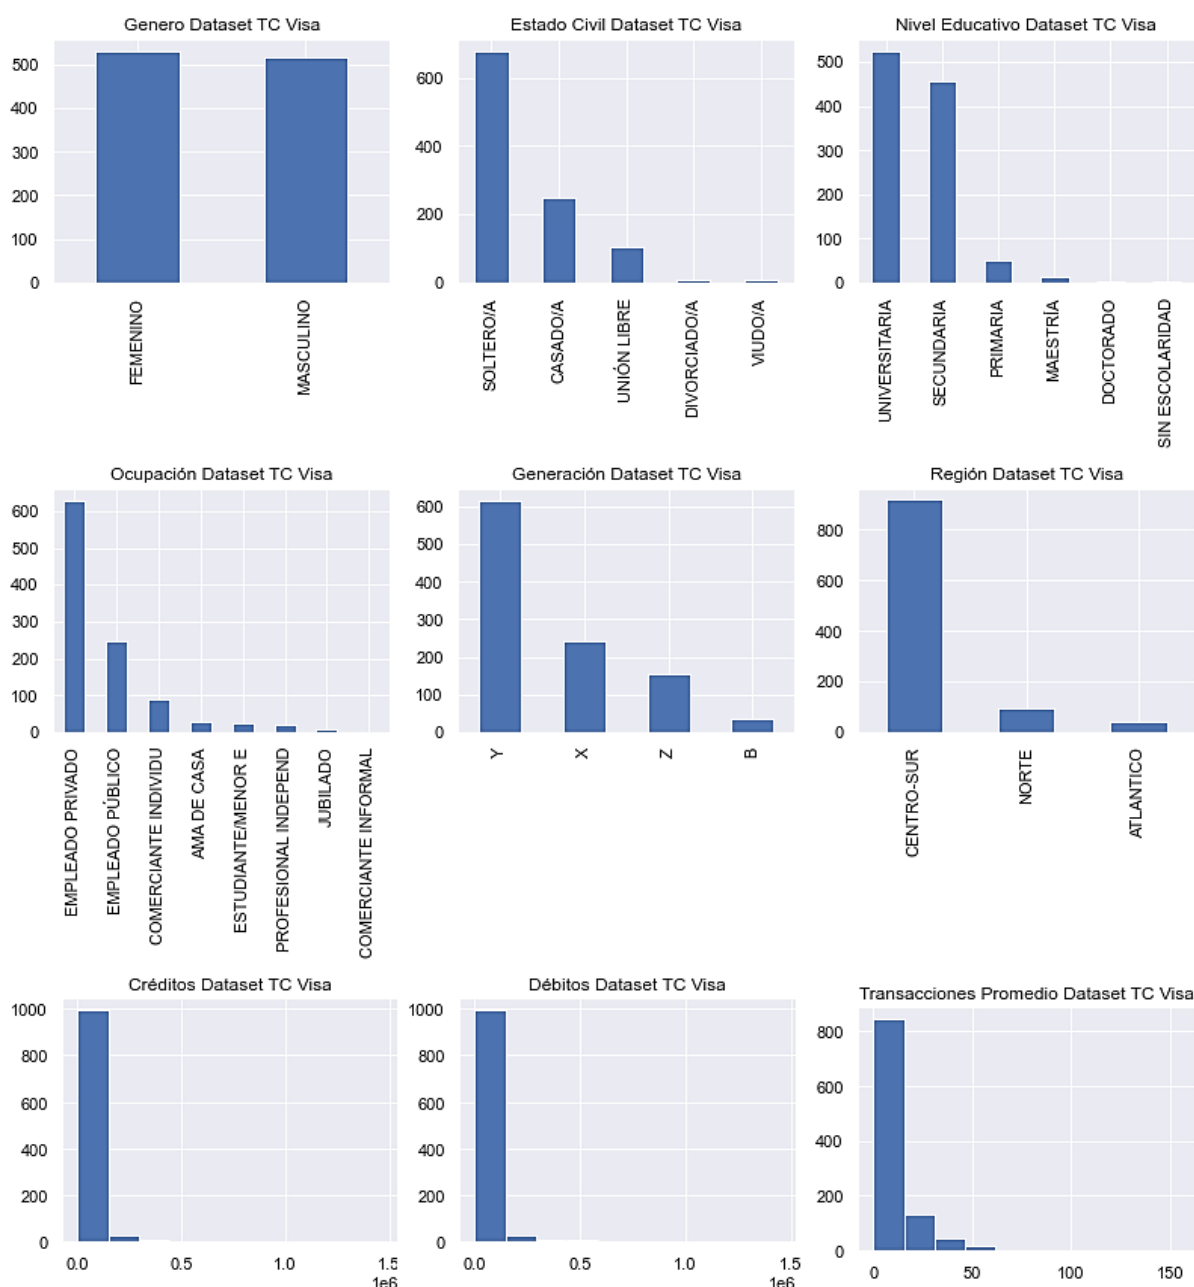 Genero Dataset TC Visa
500
400
300
200
100
0
FEMENINO
MASCULINO
Estado Civil Dataset TC Visa
600
400
200
0
SOLTERO/A
CASADO/A
UNIÓN LIBRE
DIVORCIADO/A
VIUDO/A
Nivel Educativo Dataset TC Visa
500
400
300
200
100
0
UNIVERSITARIA
SECUNDARIA
PRIMARIA
MAESTRÍA
DOCTORADO
SIN ESCOLARIDAD
Ocupación Dataset TC Visa
600
500
400
300
200
100
0
EMPLEADO PRIVADO
EMPLEADO PÚBLICO
COMERCIANTE INDIVIDU
AMA DE CASA
ESTUDIANTE/MENOR E
PROFESIONAL INDEPEND
JUBILADO
COMERCIANTE INFORMAL
Generación Dataset TC Visa
600
500
400
300
200
100
0
Y
X
Z
B
Región Dataset TC Visa
800
600
400
200
0
CENTRO-SUR
NORTE
ATLANTICO
Créditos Dataset TC Visa
1000
800
600
400
200
0
0.0 0.5 1.0 1.5
1e6
Débitos Dataset TC Visa
1000
800
600
400
200
0
0.0 0.5 1.0 1.5
1e6
Transacciones Promedio Dataset TC Visa
800
600
400
200
0
0 50 100 150